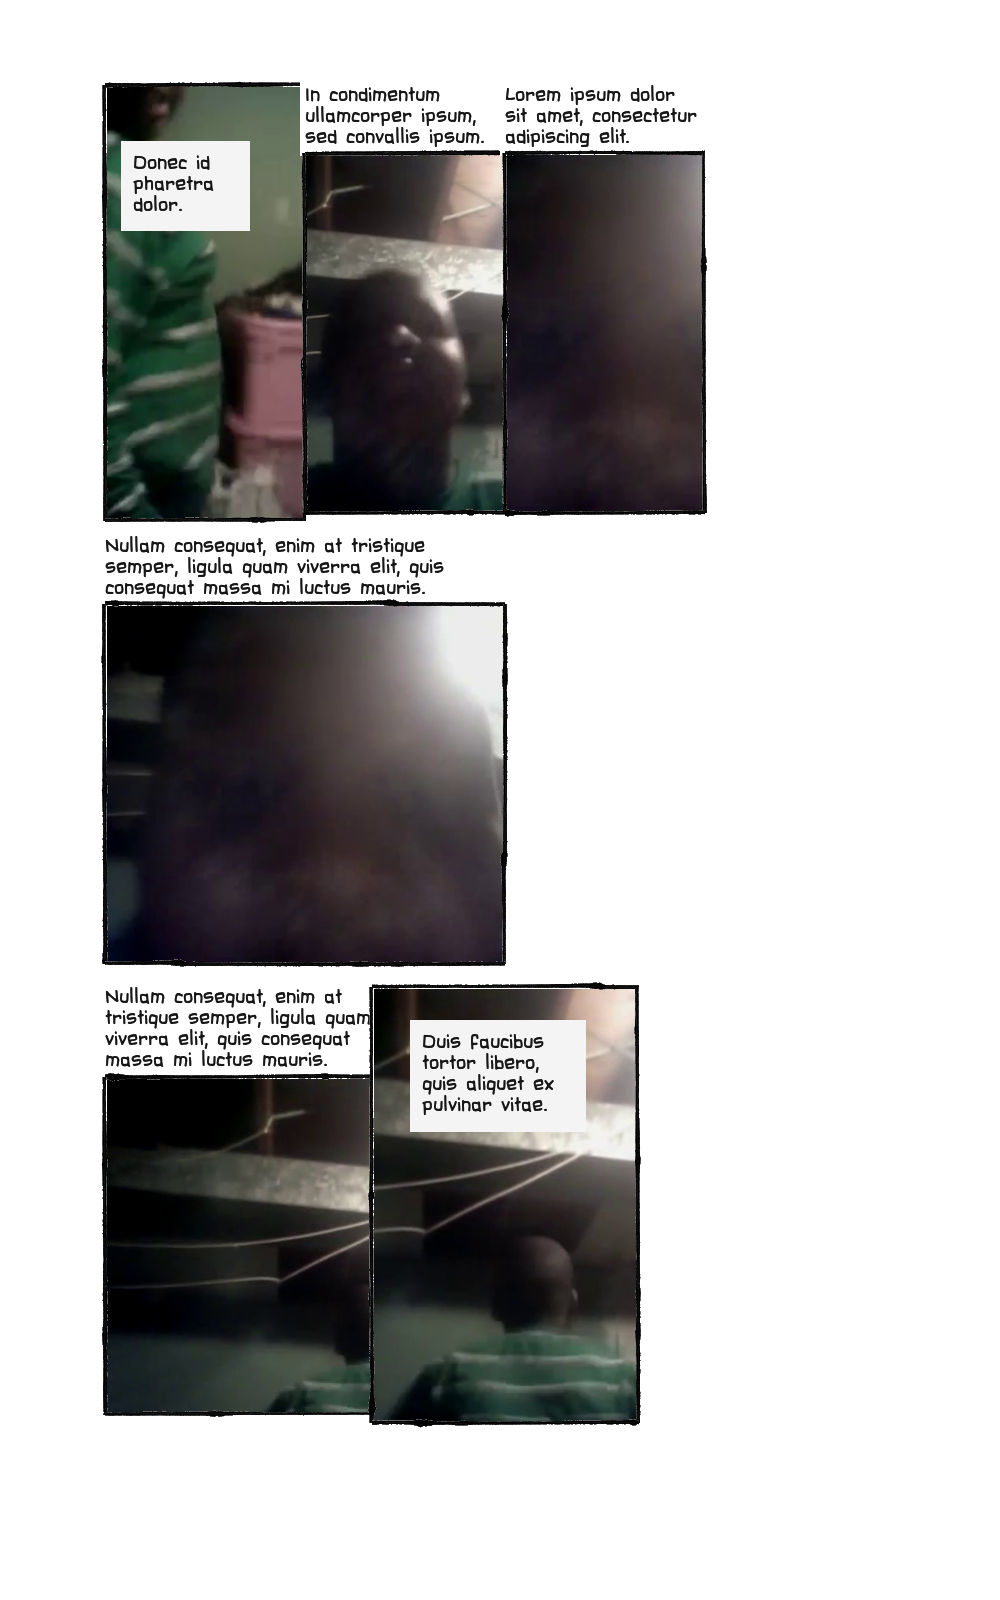 Donec id
pharetra
dolor.
In condimentum
ullamcorper ipsum,
sed convallis ipsum.
Lorem ipsum dolor
sit amet, consectetur
adipiscing elit.
Nullam consequat, enim at tristique
semper, ligula quam viverra elit, quis
consequat massa mi luctus mauris.
Nullam consequat, enim at
tristique semper, ligula quam
viverra elit, quis consequat
massa mi luctus mauris.
Duis faucibus
tortor libero,
quis aliquet ex
pulvinar vitae.